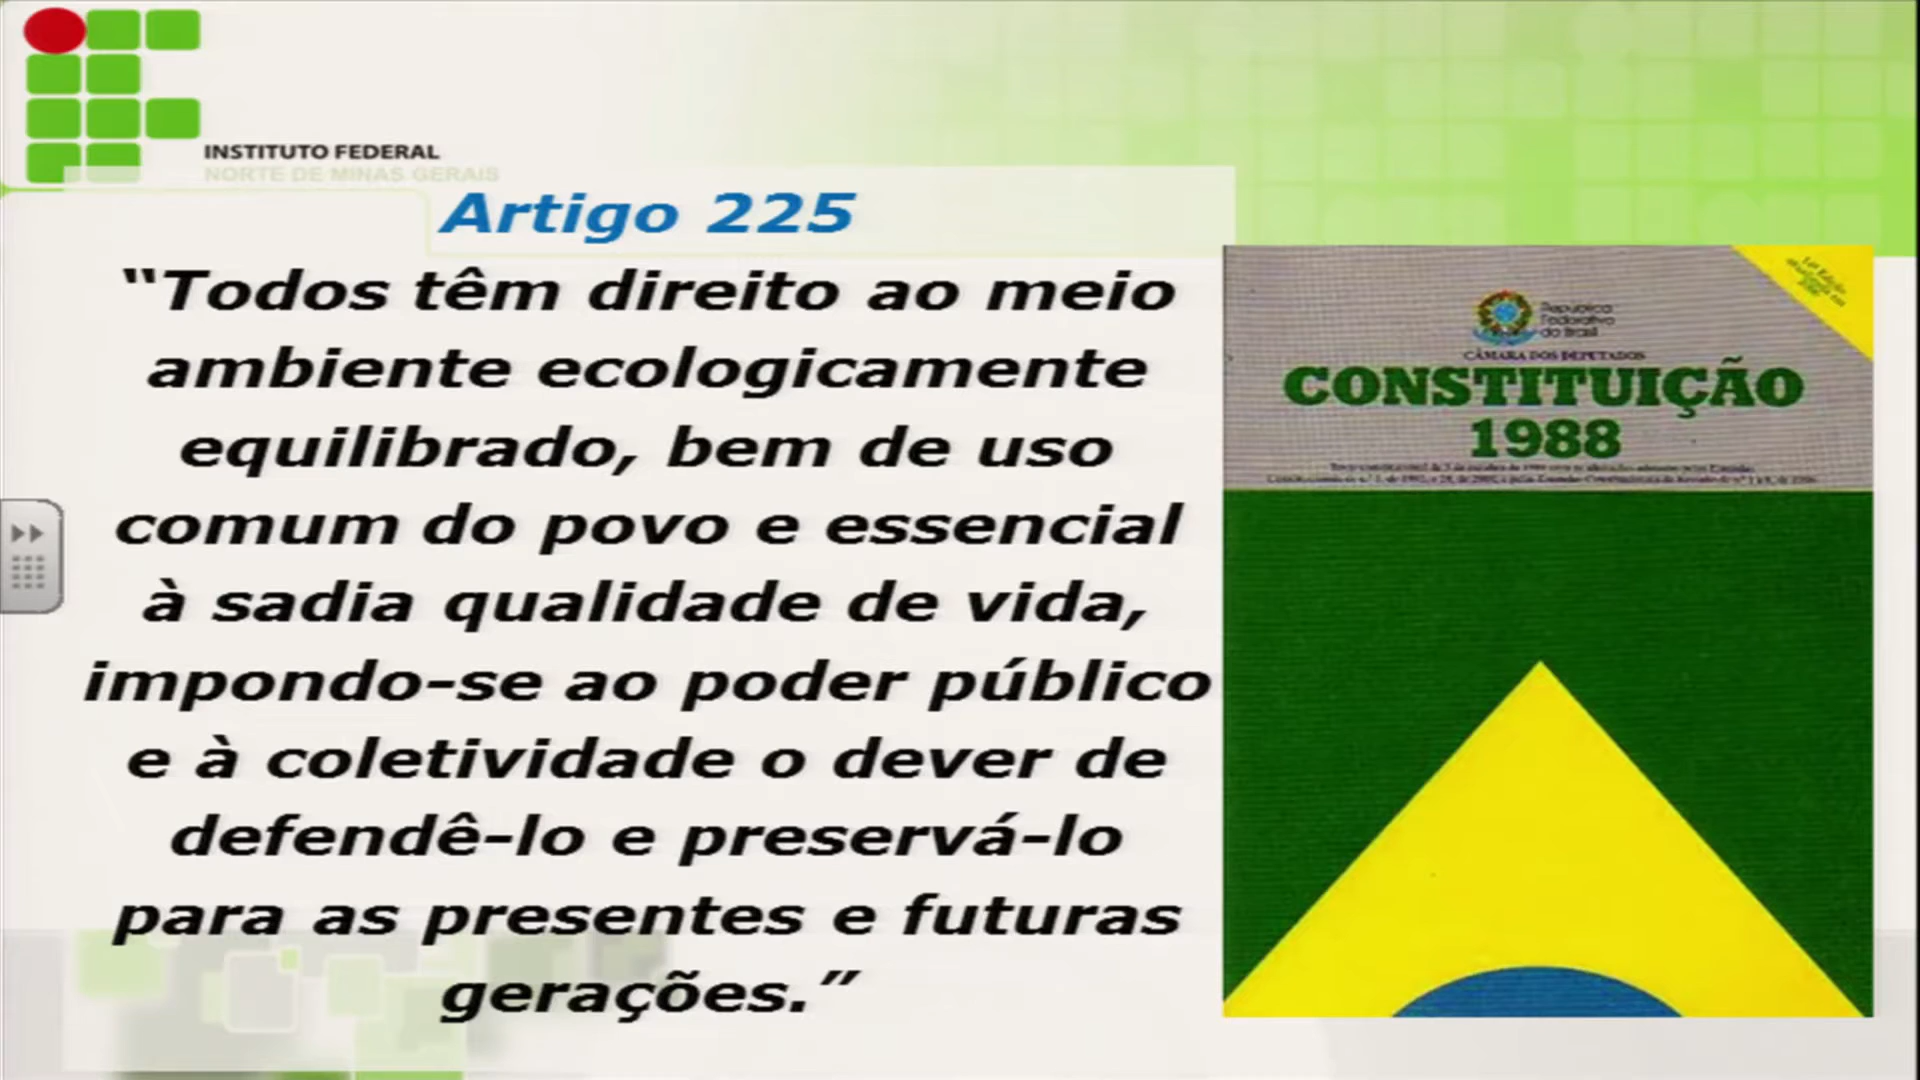 INSTITUTO FEDERAL
NORTE DE MINAS GERAIS
Artigo 225
“Todos têm direito ao meio
ambiente ecologicamente
equilibrado, bem de uso
comum do povo e essencial
à sadia qualidade de vida,
impondo-se ao poder público
e à coletividade o dever de
defendê-lo e preservá-lo
para as presentes e futuras
gerações.”
República
Federativa
do Brasil
CÂMARA DOS DEPUTADOS
CONSTITUIÇÃO
1988